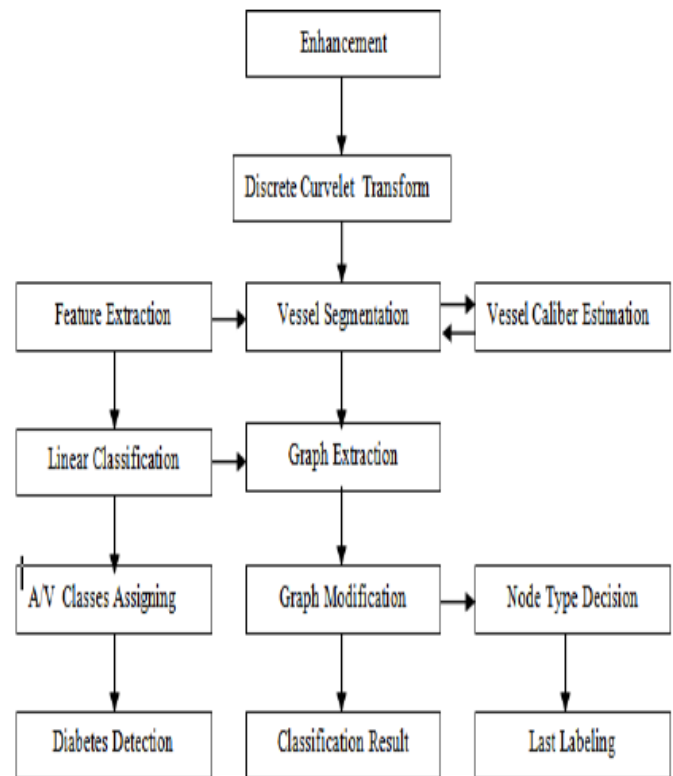 Enhancement
Discrete Curvelet Transform
Feature Extraction
Vessel Segmentation
Vessel Caliber Estimation
Linear Classification
Graph Extraction
A/V Classes Assigning
Graph Modification
Node Type Decision
Diabetes Detection
Classification Result
Last Labeling